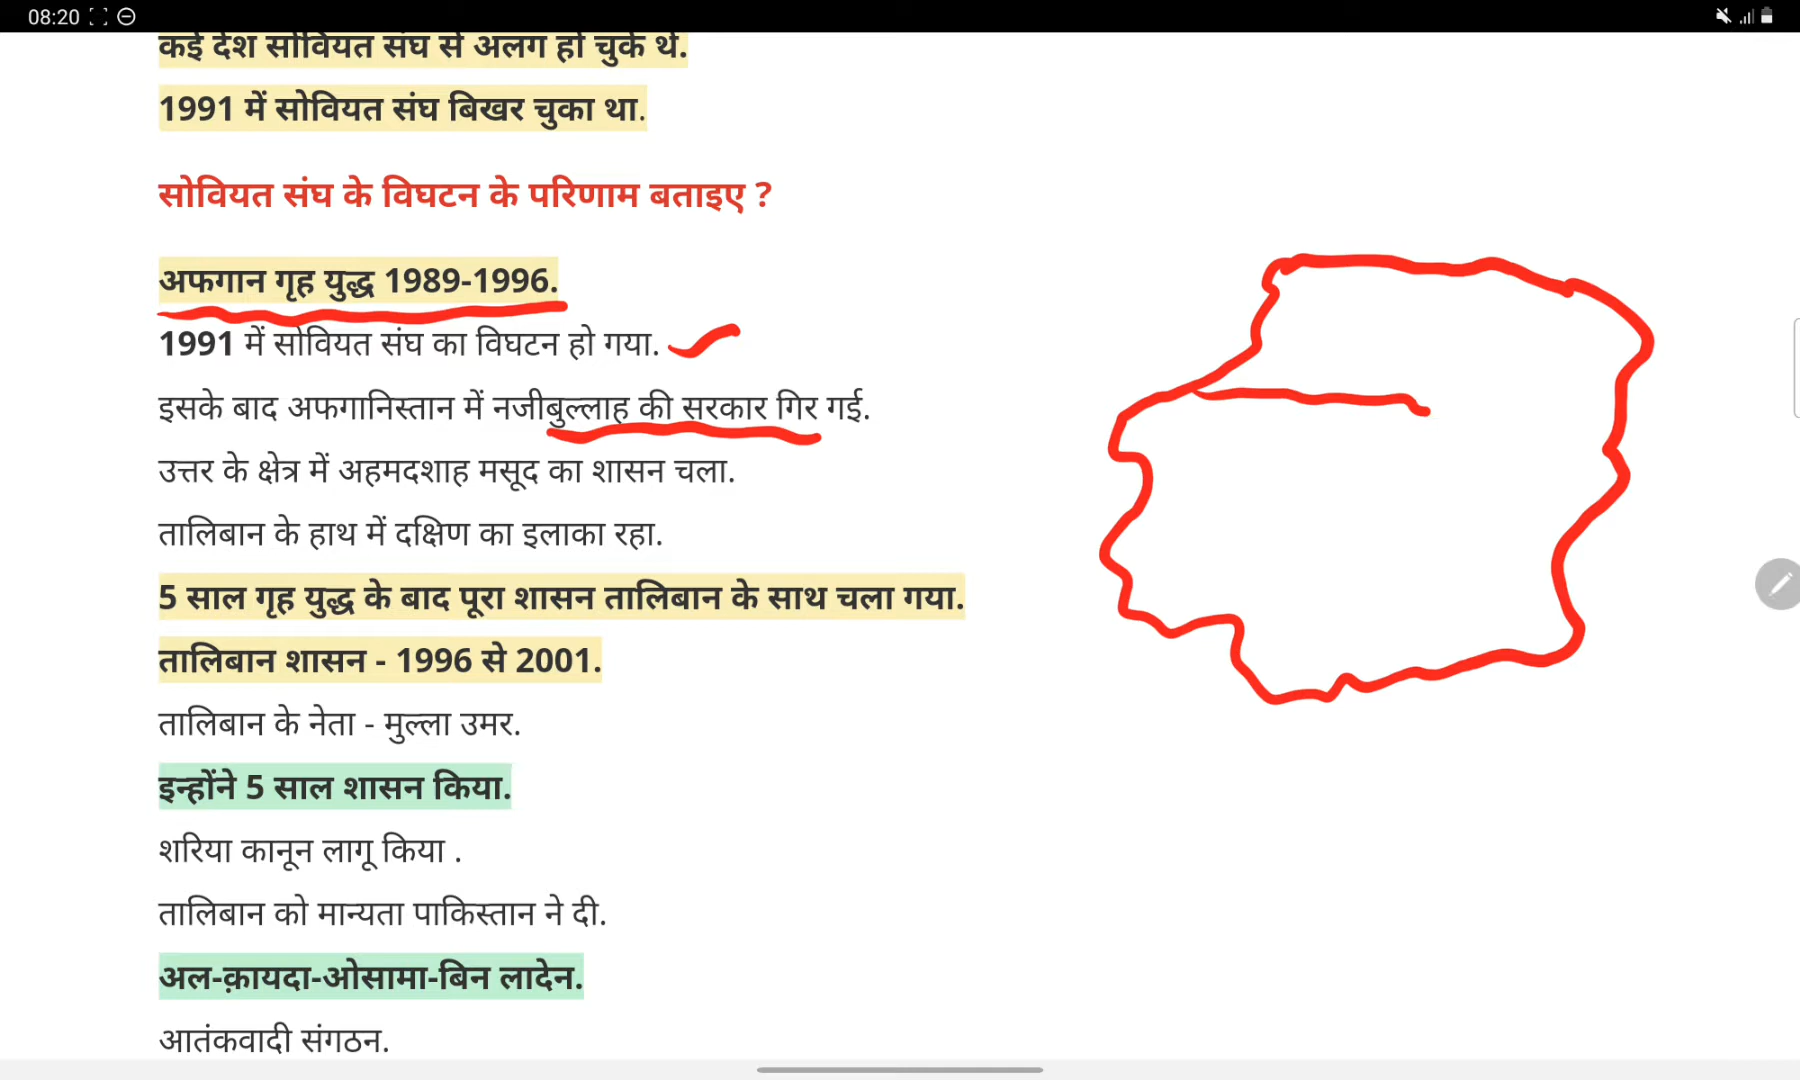 08:20
कई देश सोवियत संघ से अलग हो चुके थे.
1991 में सोवियत संघ बिखर चुका था.
सोवियत संघ के विघटन के परिणाम बताइए ?
अफगान गृह युद्ध 1989-1996.
1991 में सोवियत संघ का विघटन हो गया.
इसके बाद अफगानिस्तान में नजीबुल्लाह की सरकार गिर गई.
उत्तर के क्षेत्र में अहमदशाह मसूद का शासन चला.
तालिबान के हाथ में दक्षिण का इलाका रहा.
5 साल गृह युद्ध के बाद पूरा शासन तालिबान के साथ चला गया.
तालिबान शासन - 1996 से 2001.
तालिबान के नेता - मुल्ला उमर.
इन्होंने 5 साल शासन किया.
शरिया कानून लागू किया .
तालिबान को मान्यता पाकिस्तान ने दी.
अल-क़ायदा-ओसामा-बिन लादेन.
आतंकवादी संगठन.